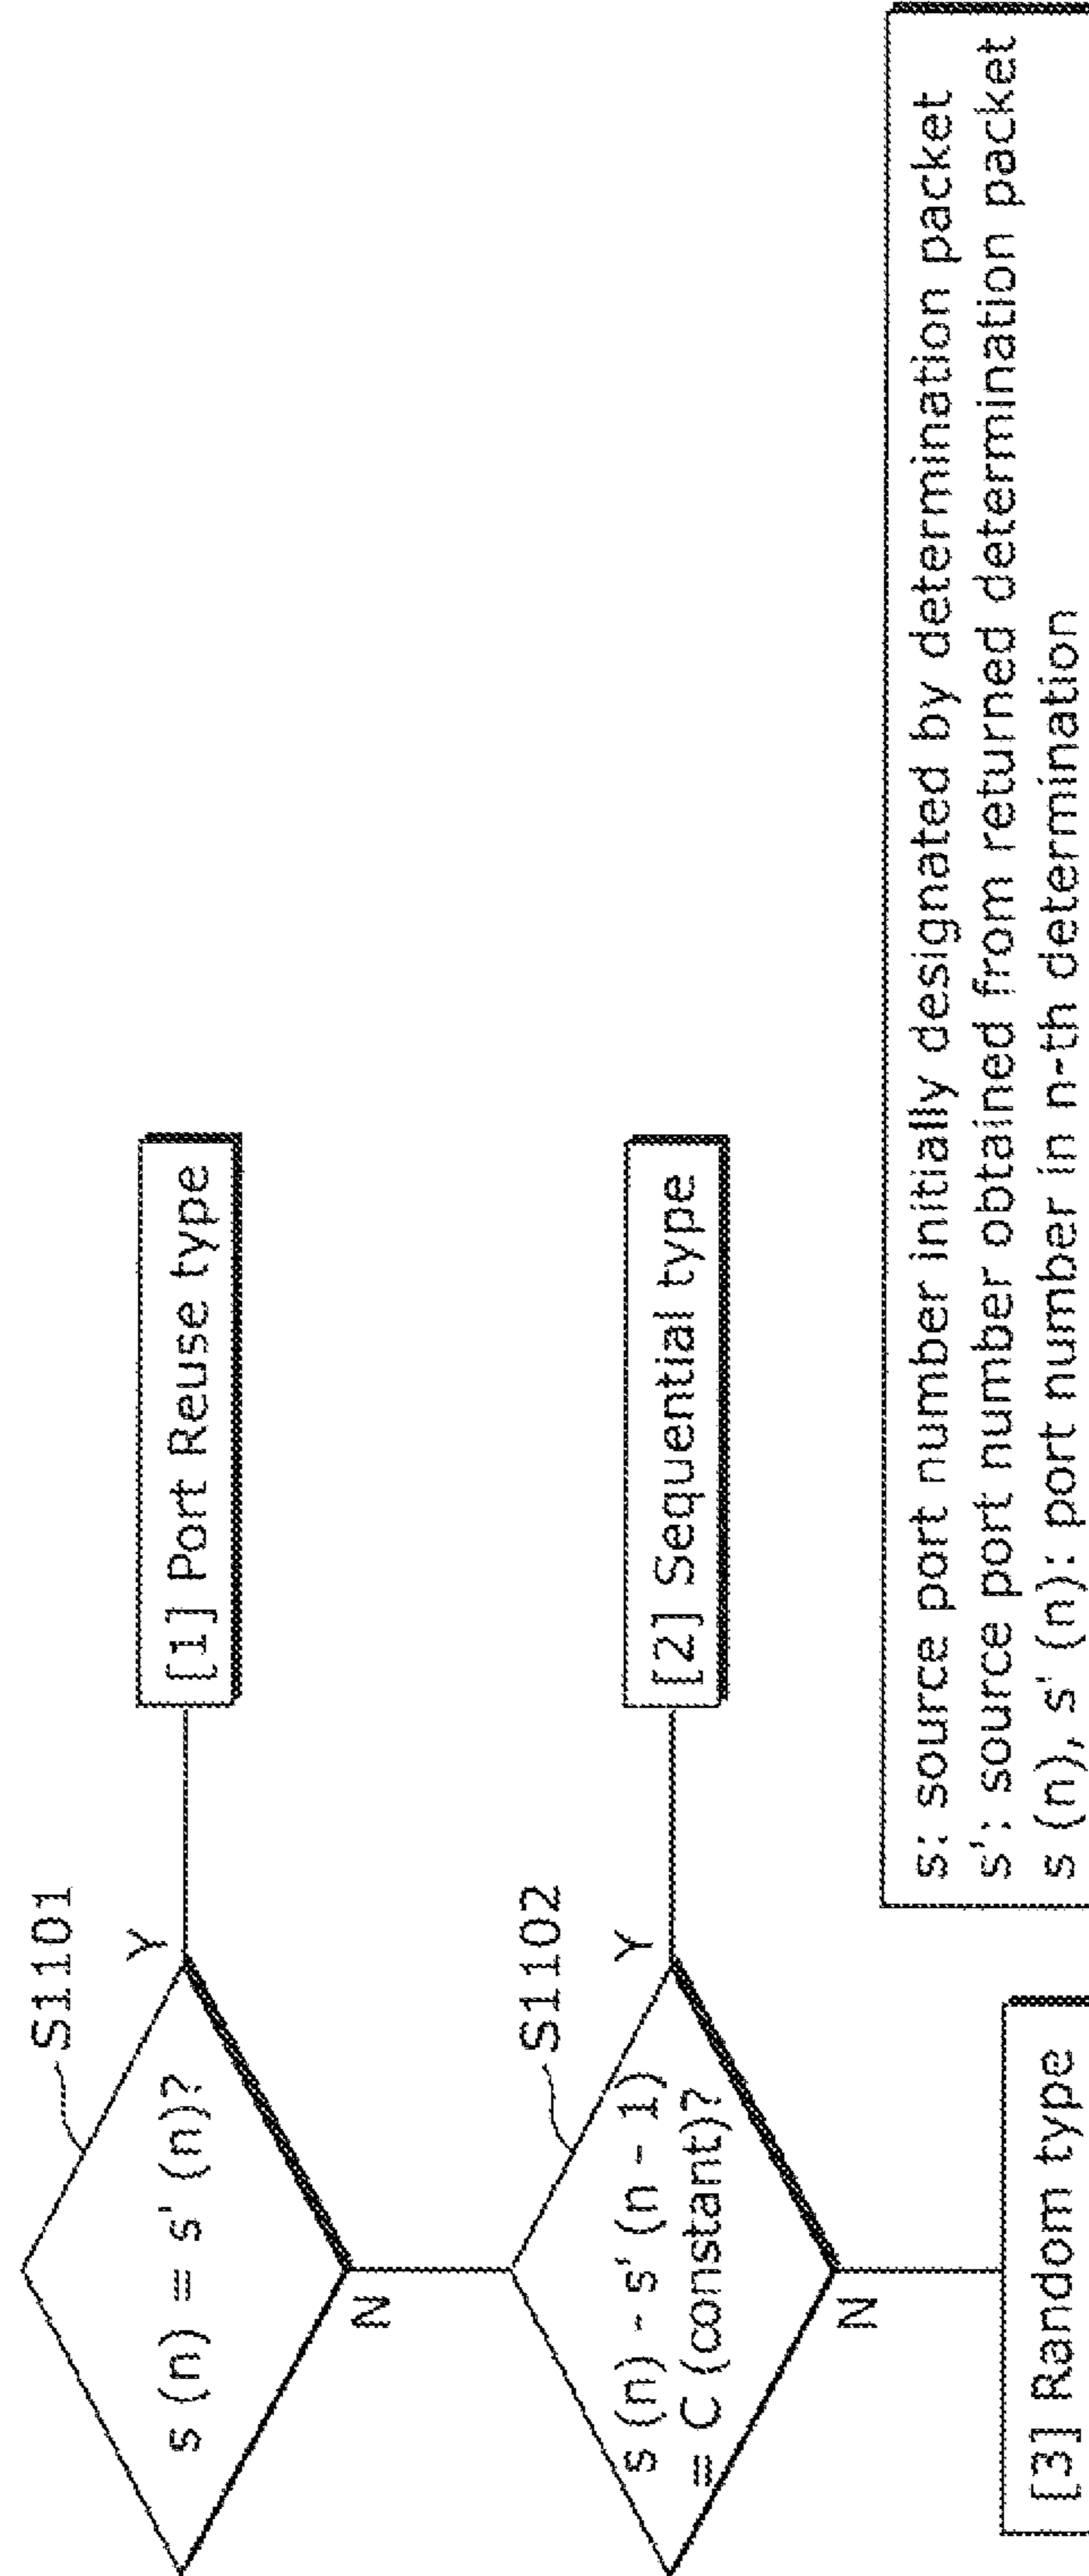 S1101
s (n) = s' (n)?
Y
[1] Port Reuse type
N
S1102
s (n) - s' (n - 1)
= C (constant)?
Y
[2] Sequential type
N
[3] Random type
s: source port number initially designated by determination packet
s': source port number obtained from returned determination packet
s (n), s' (n): port number in n-th determination